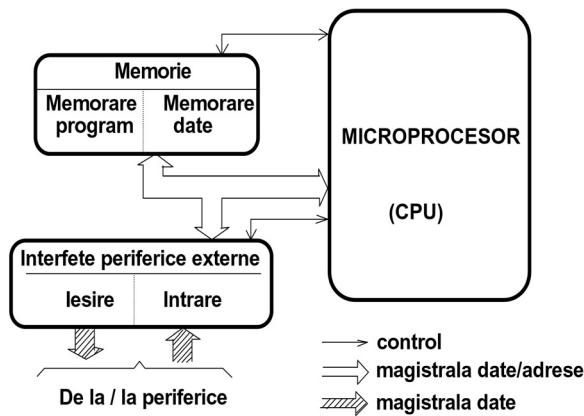 Memorie
Memorare program
Memorare date
MICROPROCESOR
(CPU)
Interfete periferice externe
Iesire
Intrare
De la / la periferice
control
magistrala date/adrese
magistrala date